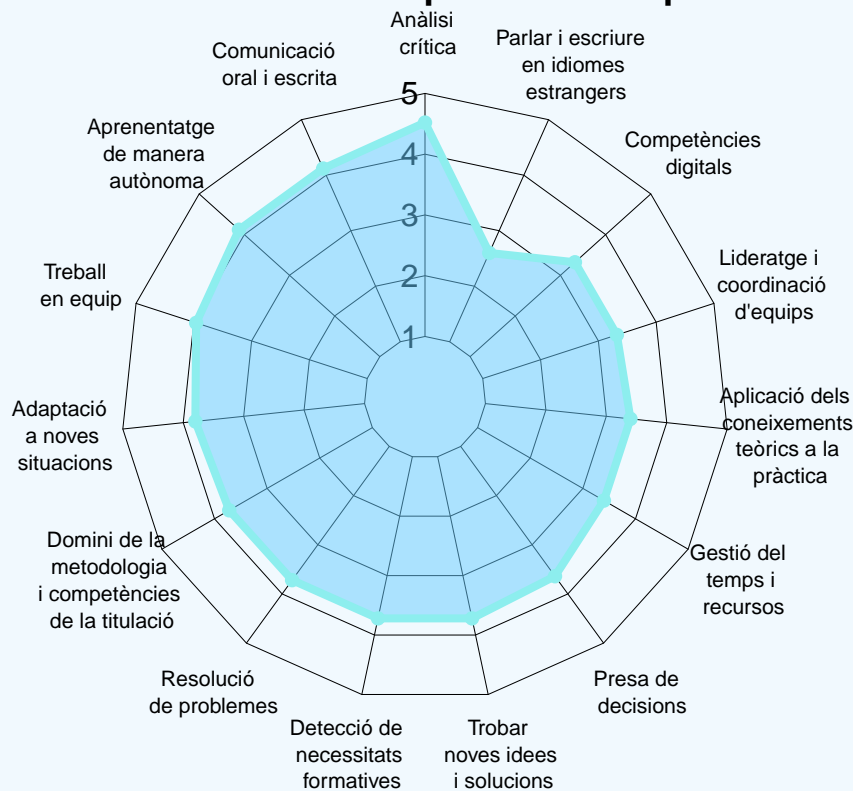 Anàlisi
crítica
Parlar i escriure
en idiomes
estrangers
Competències
digitals
Lideratge i
coordinació
d'equips
Aplicació dels
coneixements
teòrics a la
pràctica
Gestió del
temps i
recursos
Presa de
decisions
Trobar
noves idees
i solucions
Detecció de
necessitats
formatives
Resolució
de problemes
Domini de la
metodologia
i competències
de la titulació
Adaptació
a noves
situacions
Treball
en equip
Aprenentatge
de manera
autònoma
Comunicació
oral i escrita
5
4
3
2
1